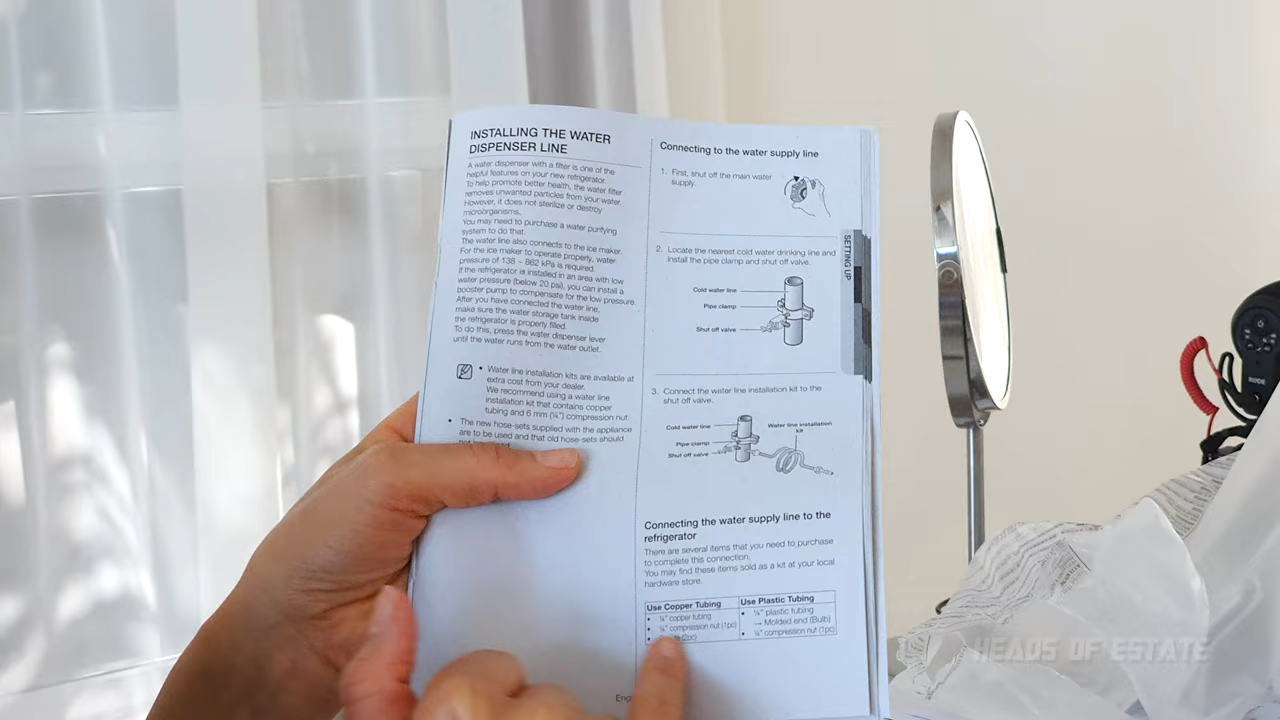 INSTALLING THE WATER
DISPENSER LINE
A water dispenser with a filter is one of the
helpful features on your new refrigerator.
To help promote better health, the water filter
removes unwanted particles from your water.
However, it does not sterilize or destroy
microorganisms.
You may need to purchase a water purifying
system to do that.
The water line also connects to the ice maker.
For the ice maker to operate properly, water
pressure of 138 ~ 862 kPa is required.
If the refrigerator is installed in an area with low
water pressure (below 20 psi), you can install a
booster pump to compensate for the low pressure.
After you have connected the water line,
make sure the water storage tank inside
the refrigerator is properly filled.
To do this, press the water dispenser lever
until the water runs from the water outlet.
• Water line installation kits are available at
extra cost from your dealer.
We recommend using a water line
installation kit that contains copper
tubing and 6 mm (¼") compression nut.
• The new hose-sets supplied with the appliance
are to be used and that old hose-sets should
Connecting to the water supply line
1. First, shut off the main water
supply.
2. Locate the nearest cold water drinking line and
install the pipe clamp and shut off valve.
Cold water line
Pipe clamp
Shut off valve
3. Connect the water line installation kit to the
shut off valve.
Cold water line
Pipe clamp
Shut off valve
Water line installation
kit
Connecting the water supply line to the
refrigerator
There are several items that you need to purchase
to complete this connection.
You may find these items sold as a kit at your local
hardware store.
Use Copper Tubing
• ¼" copper tubing
• ¼" compression nut (1pc)
• (2pc)
Use Plastic Tubing
• ¼" plastic tubing
→ Molded end (Bulb)
• ¼" compression nut (1pc)
SETTING UP
HEADS OF ESTATE